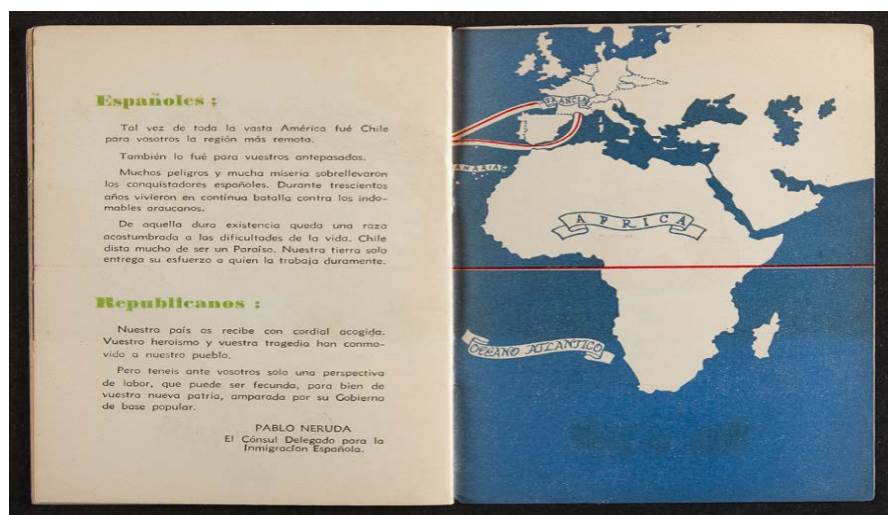 Españoles :
Tal vez de toda la vasta América fué Chile
para vosotros la región más remota.
También lo fué para vuestros antepasados.
Muchos peligros y mucha miseria sobrellevaron
los conquistadores españoles. Durante trescientos
años vivieron en contínua batalla contra los indo-
mables araucanos.
De aquella dura existencia queda una raza
acostumbrada a las dificultades de la vida. Chile
dista mucho de ser un Paraíso. Nuestra tierra solo
entrega su esfuerzo a quien la trabaja duramente.
Republicanos :
Nuestro país os recibe con cordial acogida.
Vuestro heroismo y vuestra tragedia han conmo-
vido a nuestro pueblo.
Pero teneis ante vosotros solo una perspectiva
de labor, que puede ser fecunda, para bien de
vuestra nueva patria, amparada por su Gobierno
de base popular.
PABLO NERUDA
El Cónsul Delegado para la
Inmigración Española.
FRANCIA
CANARIAS
AFRICA
OCEANO ATLANTICO